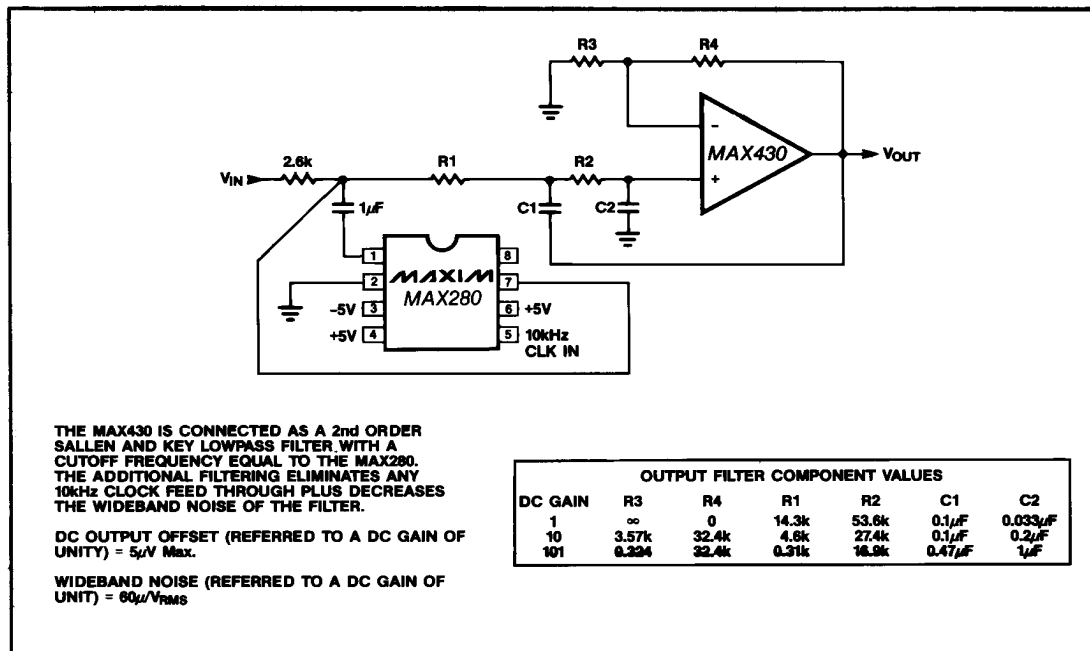 R3
R4
MAX430
−
+
VOUT
2.6k
VIN
R1
R2
1μF
C1
C2
1
2
3
4
8
7
6
5
MAXIM
MAX280
-5V
+5V
+5V
10kHz
CLK IN
THE MAX430 IS CONNECTED AS A 2nd ORDER
SALLEN AND KEY LOWPASS FILTER WITH A
CUTOFF FREQUENCY EQUAL TO THE MAX280.
THE ADDITIONAL FILTERING ELIMINATES ANY
10kHz CLOCK FEED THROUGH PLUS DECREASES
THE WIDEBAND NOISE OF THE FILTER.
DC OUTPUT OFFSET (REFERRED TO A DC GAIN OF
UNITY) = 5μV Max.
WIDEBAND NOISE (REFERRED TO A DC GAIN OF
UNIT) = 60μ/VRMS
OUTPUT FILTER COMPONENT VALUES
DC GAIN R3 R4 R1 R2 C1 C2
1 ∞ 0 14.3k 53.6k 0.1μF 0.033μF
10 3.57k 32.4k 4.6k 27.4k 0.1μF 0.2μF
101 32.4k 0.31k 0.47μF 1μF